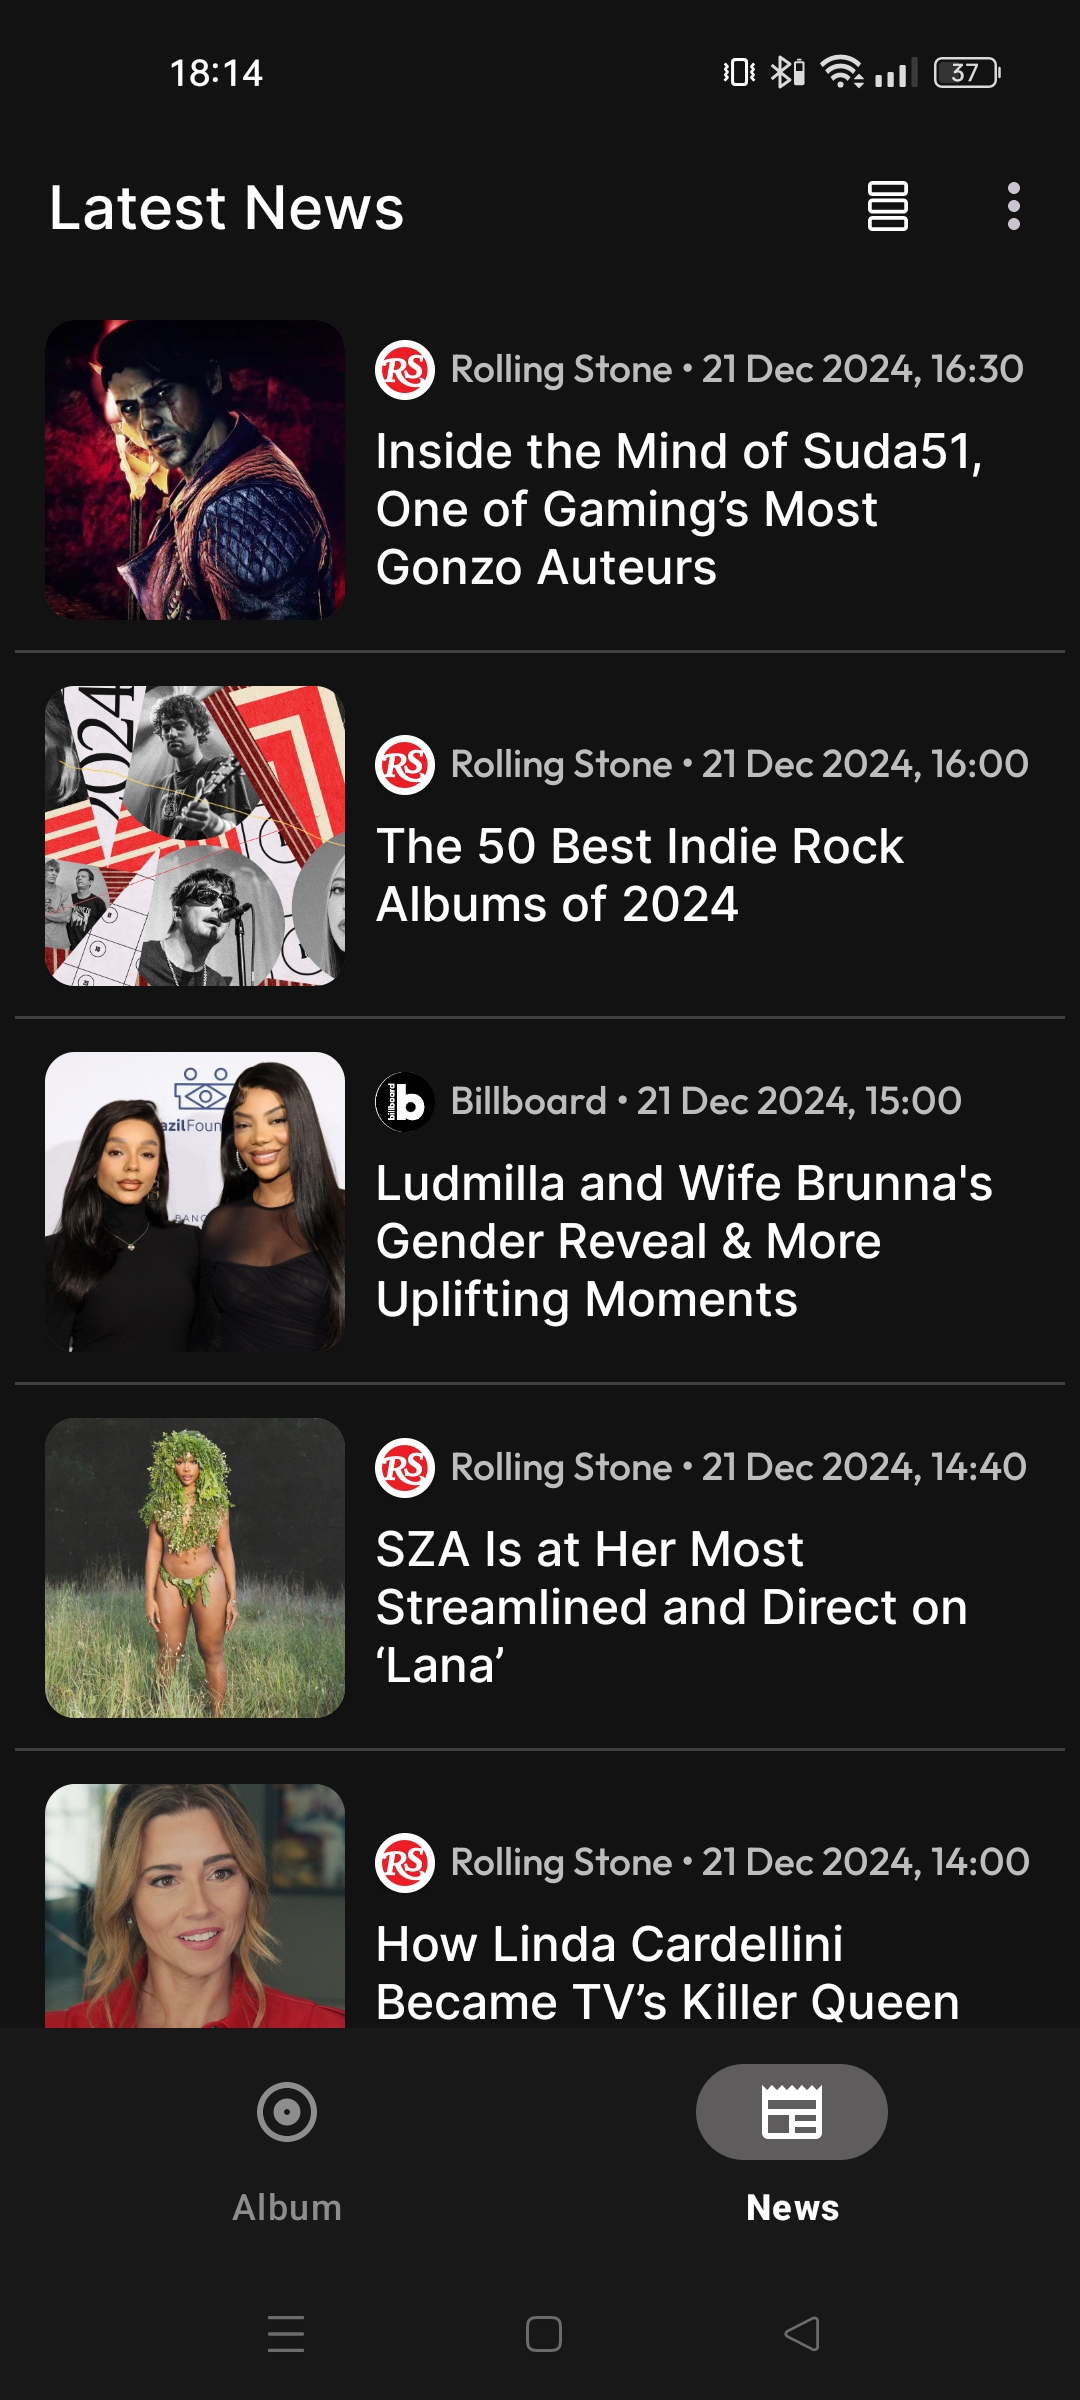 18:14
37
Latest News
RS Rolling Stone • 21 Dec 2024, 16:30
Inside the Mind of Suda51,
One of Gaming’s Most
Gonzo Auteurs
2024
RS Rolling Stone • 21 Dec 2024, 16:00
The 50 Best Indie Rock
Albums of 2024
azilFoun
BANC
billboard b Billboard • 21 Dec 2024, 15:00
Ludmilla and Wife Brunna's
Gender Reveal & More
Uplifting Moments
RS Rolling Stone • 21 Dec 2024, 14:40
SZA Is at Her Most
Streamlined and Direct on
‘Lana’
RS Rolling Stone • 21 Dec 2024, 14:00
How Linda Cardellini
Became TV’s Killer Queen
Album
News